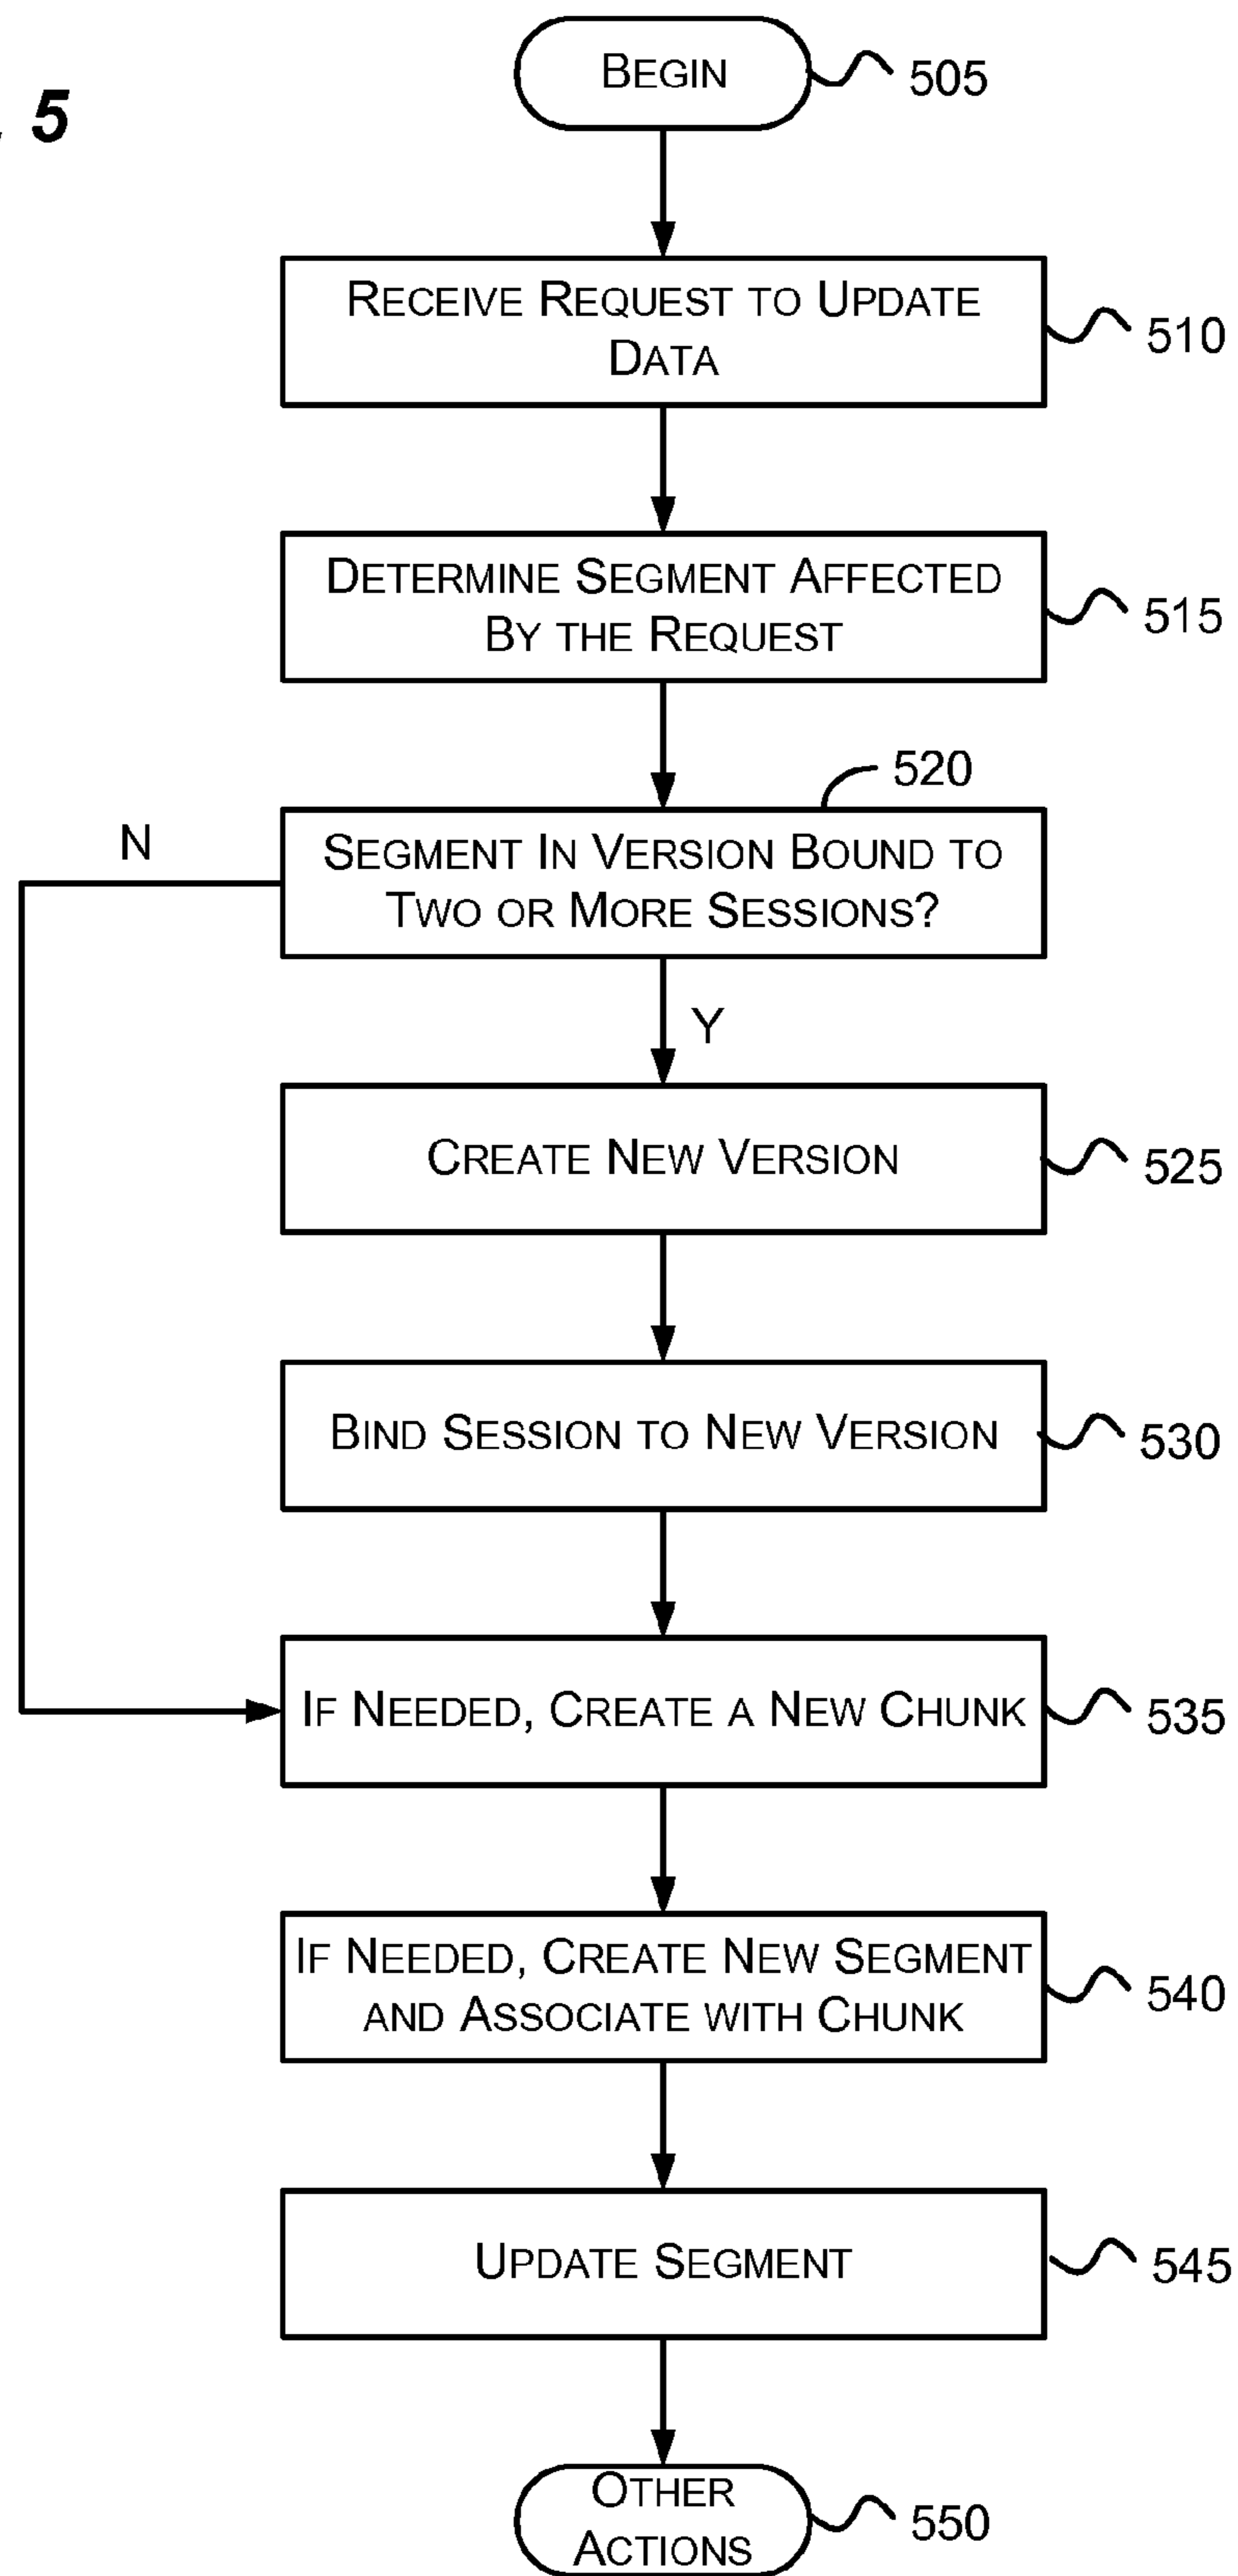 5
BEGIN
505
RECEIVE REQUEST TO UPDATE
DATA
510
DETERMINE SEGMENT AFFECTED
BY THE REQUEST
515
520
N
SEGMENT IN VERSION BOUND TO
TWO OR MORE SESSIONS?
Y
CREATE NEW VERSION
525
BIND SESSION TO NEW VERSION
530
IF NEEDED, CREATE A NEW CHUNK
535
IF NEEDED, CREATE NEW SEGMENT
AND ASSOCIATE WITH CHUNK
540
UPDATE SEGMENT
545
OTHER
ACTIONS
550